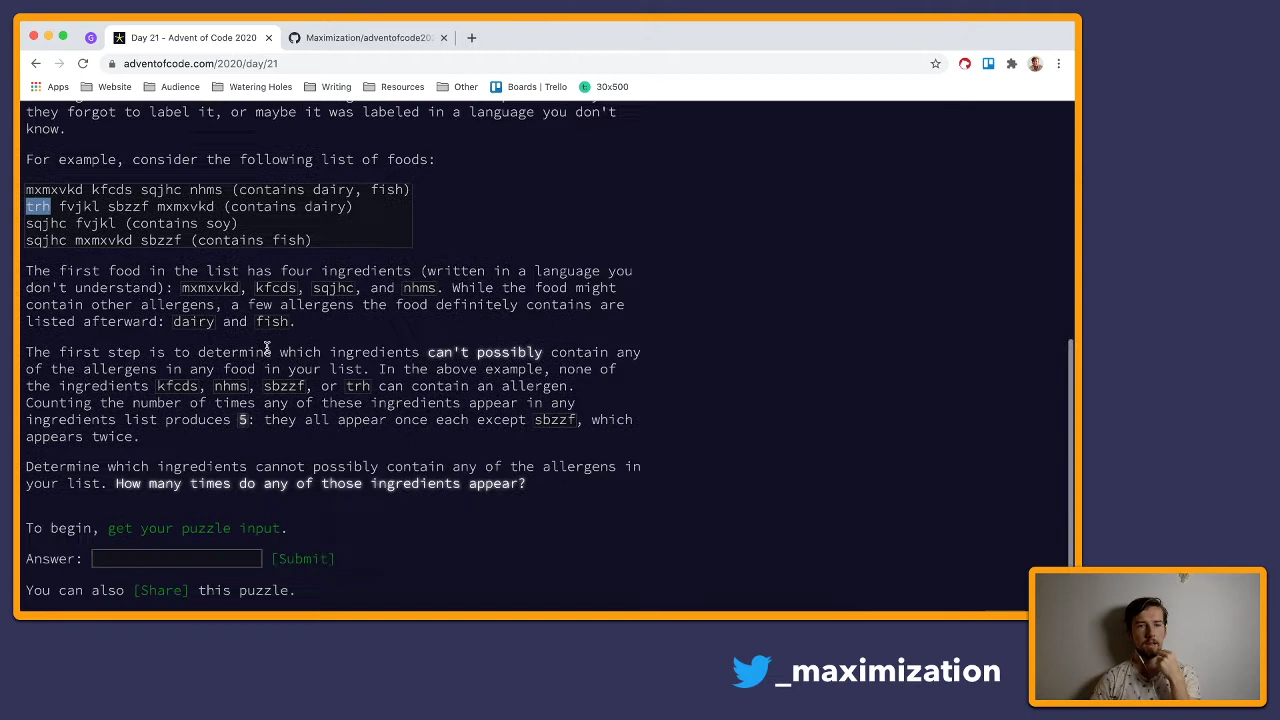 Day 21 - Advent of Code 2020
Maximization/adventofcode202
adventofcode.com/2020/day/21
Apps Website Audience Watering Holes Writing Resources Other Boards | Trello 30x500
they forgot to label it, or maybe it was labeled in a language you don't
know.
For example, consider the following list of foods:
mxmxvkd kfcds sqjhc nhms (contains dairy, fish)
trh fvjkl sbzzf mxmxvkd (contains dairy)
sqjhc fvjkl (contains soy)
sqjhc mxmxvkd sbzzf (contains fish)
The first food in the list has four ingredients (written in a language you
don't understand): mxmxvkd, kfcds, sqjhc, and nhms. While the food might
contain other allergens, a few allergens the food definitely contains are
listed afterward: dairy and fish.
The first step is to determine which ingredients can't possibly contain any
of the allergens in any food in your list. In the above example, none of
the ingredients kfcds, nhms, sbzzf, or trh can contain an allergen.
Counting the number of times any of these ingredients appear in any
ingredients list produces 5: they all appear once each except sbzzf, which
appears twice.
Determine which ingredients cannot possibly contain any of the allergens in
your list. How many times do any of those ingredients appear?
To begin, get your puzzle input.
Answer: [Submit]
You can also [Share] this puzzle.
_maximization